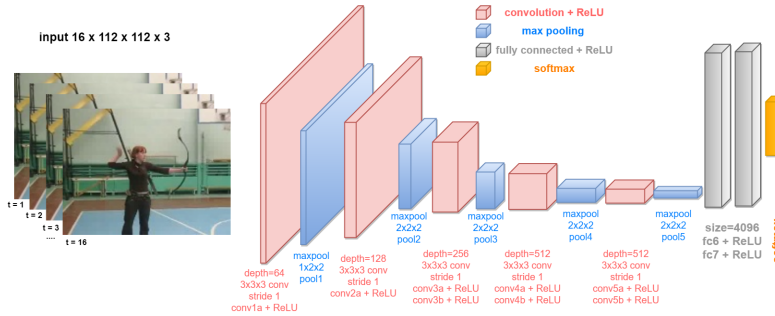 convolution + ReLU
max pooling
fully connected + ReLU
softmax
input 16 x 112 x 112 x 3
t = 1
t = 2
t = 3
....
t = 16
depth=64
3x3x3 conv
stride 1
conv1a + ReLU
maxpool
1x2x2
pool1
depth=128
3x3x3 conv
stride 1
conv2a + ReLU
maxpool
2x2x2
pool2
depth=256
3x3x3 conv
stride 1
conv3a + ReLU
conv3b + ReLU
maxpool
2x2x2
pool3
depth=512
3x3x3 conv
stride 1
conv4a + ReLU
conv4b + ReLU
maxpool
2x2x2
pool4
depth=512
3x3x3 conv
stride 1
conv5a + ReLU
conv5b + ReLU
maxpool
2x2x2
pool5
size=4096
fc6 + ReLU
fc7 + ReLU